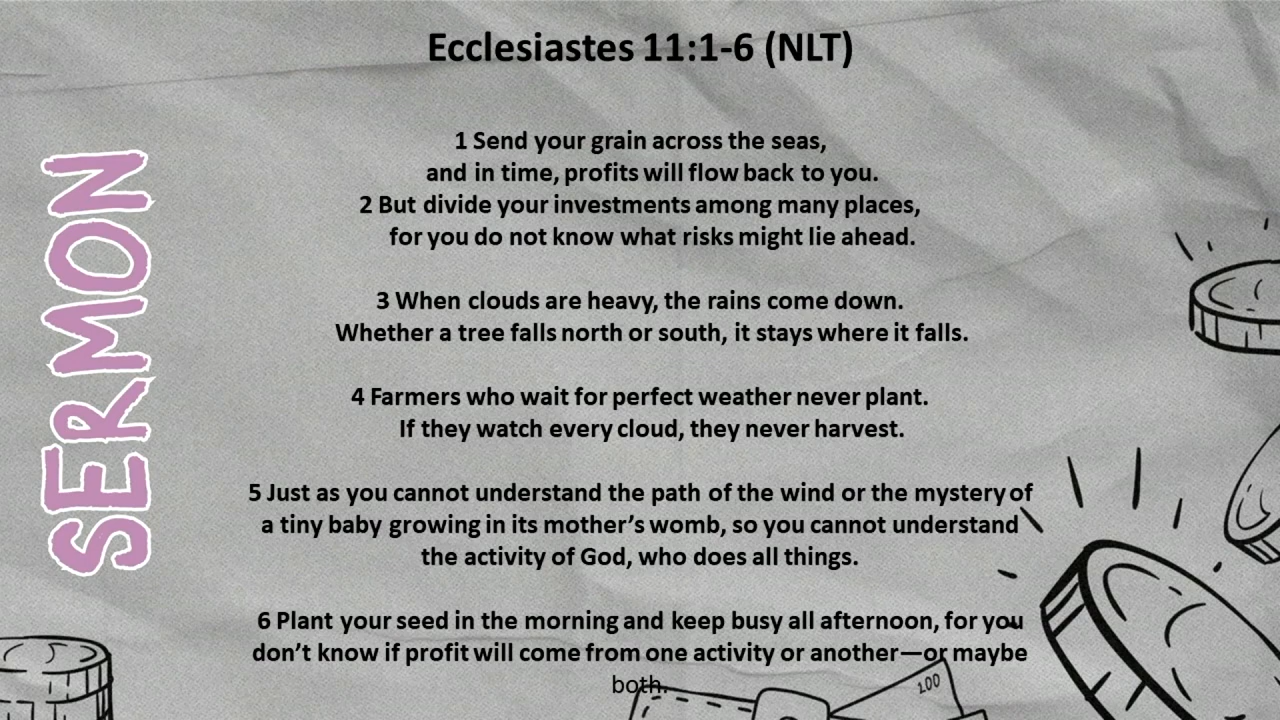 Ecclesiastes 11:1-6 (NLT)
SERMON
1 Send your grain across the seas,
and in time, profits will flow back to you.
2 But divide your investments among many places,
for you do not know what risks might lie ahead.
3 When clouds are heavy, the rains come down.
Whether a tree falls north or south, it stays where it falls.
4 Farmers who wait for perfect weather never plant.
If they watch every cloud, they never harvest.
5 Just as you cannot understand the path of the wind or the mystery of
a tiny baby growing in its mother’s womb, so you cannot understand
the activity of God, who does all things.
6 Plant your seed in the morning and keep busy all afternoon, for you
don’t know if profit will come from one activity or another—or maybe
both.
100